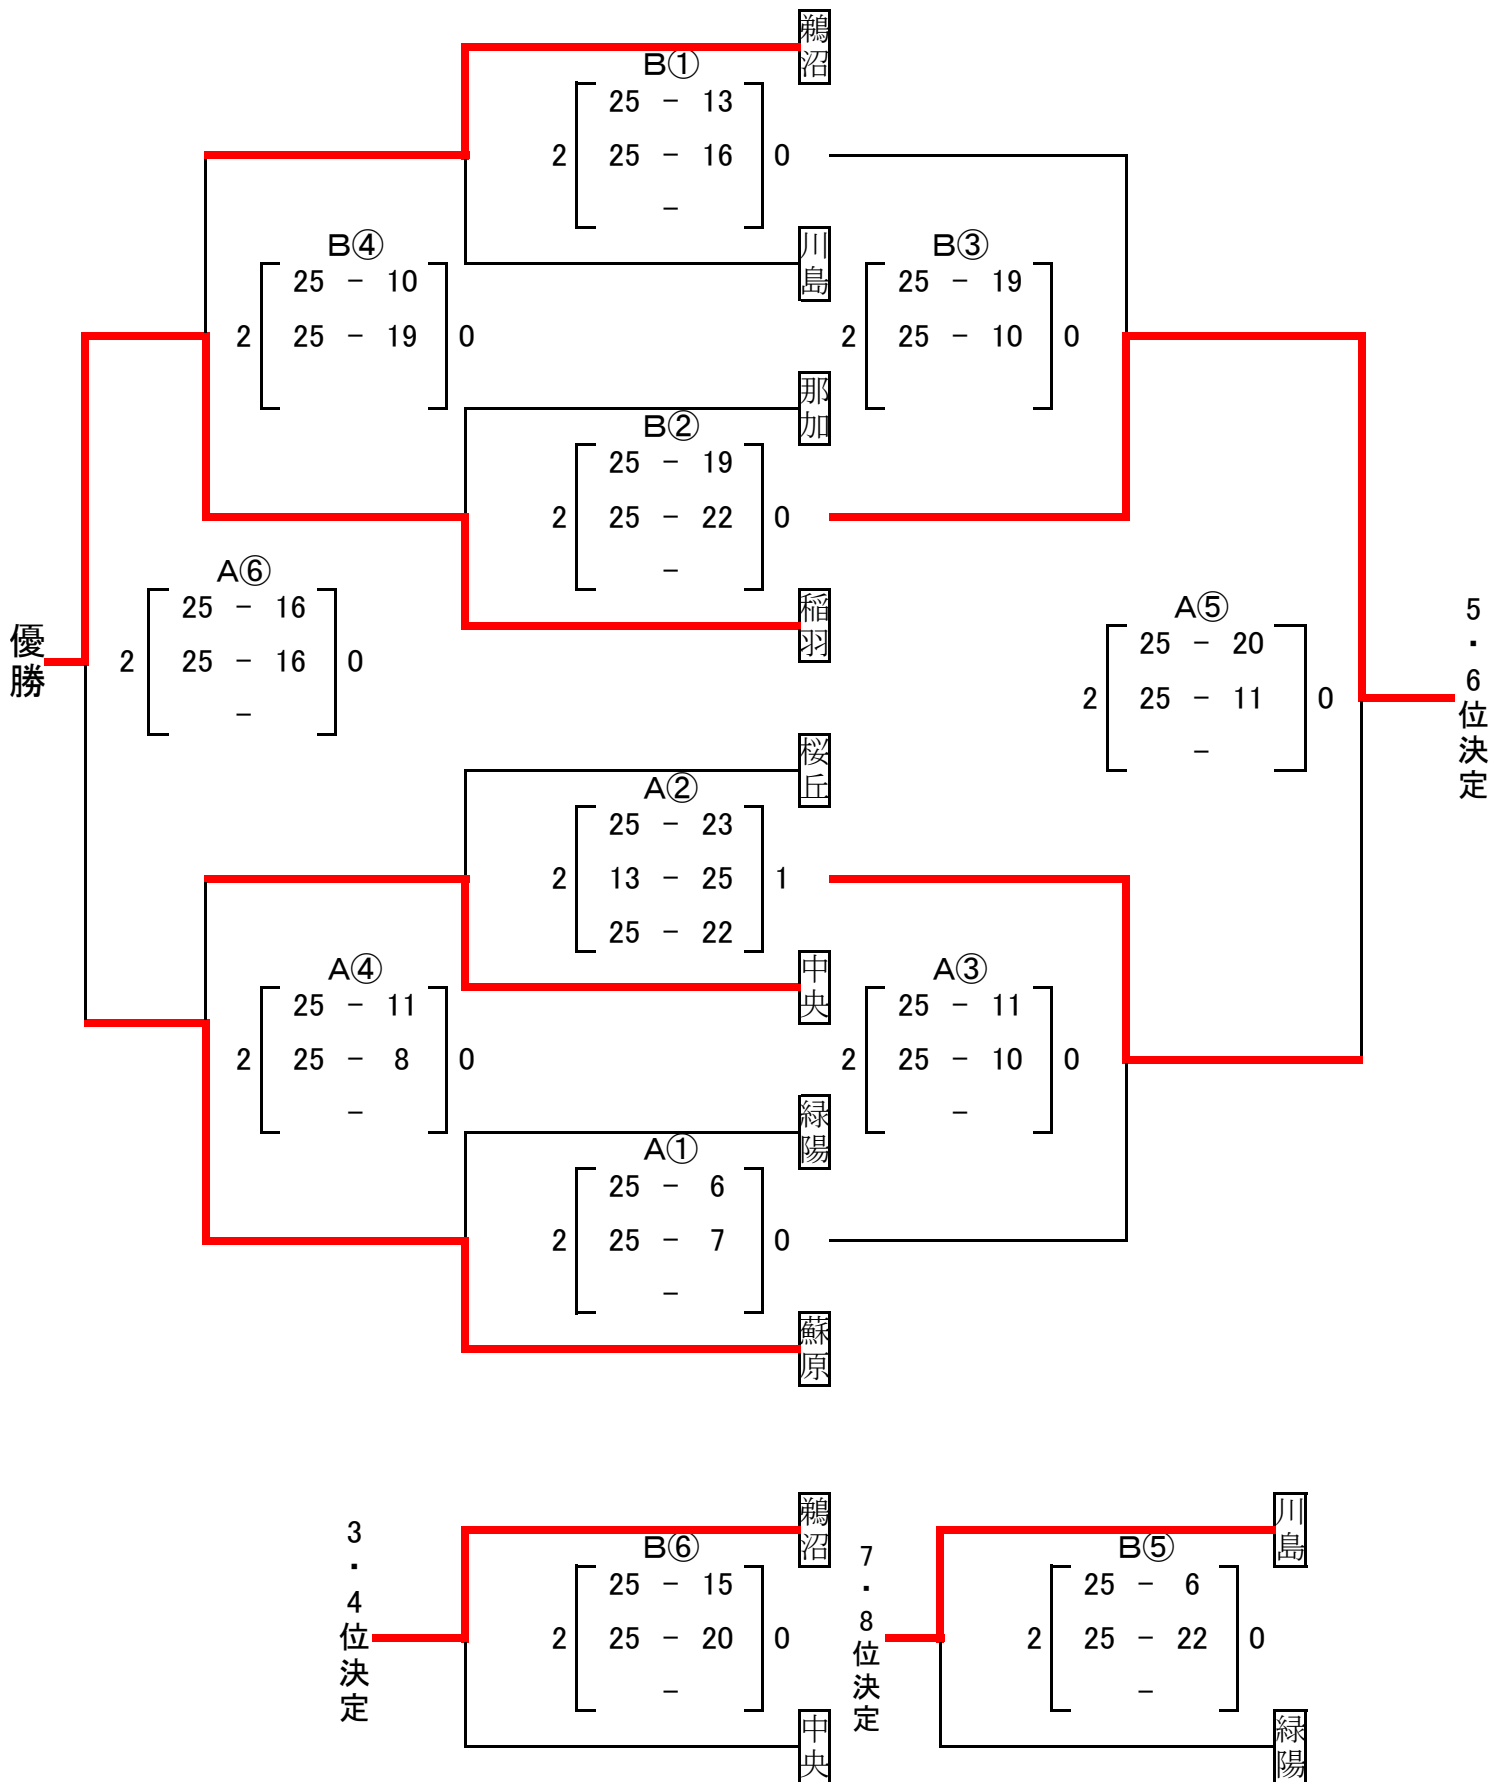 鵜沼
B①
25 - 13
2 25 - 16 0
-
川島
B④
25 - 10
2 25 - 19 0
B③
25 - 19
2 25 - 10 0
那加
B②
25 - 19
2 25 - 22 0
-
稲羽
A⑥
25 - 16
2 25 - 16 0
-
優勝
A⑤
25 - 20
2 25 - 11 0
-
5・6位決定
桜丘
A②
25 - 23
2 13 - 25 1
25 - 22
中央
A④
25 - 11
2 25 - 8 0
-
A③
25 - 11
2 25 - 10 0
-
緑陽
A①
25 - 6
2 25 - 7 0
-
蘇原
3・4位決定
鵜沼
B⑥
25 - 15
2 25 - 20 0
-
中央
7・8位決定
川島
B⑤
25 - 6
2 25 - 22 0
-
緑陽